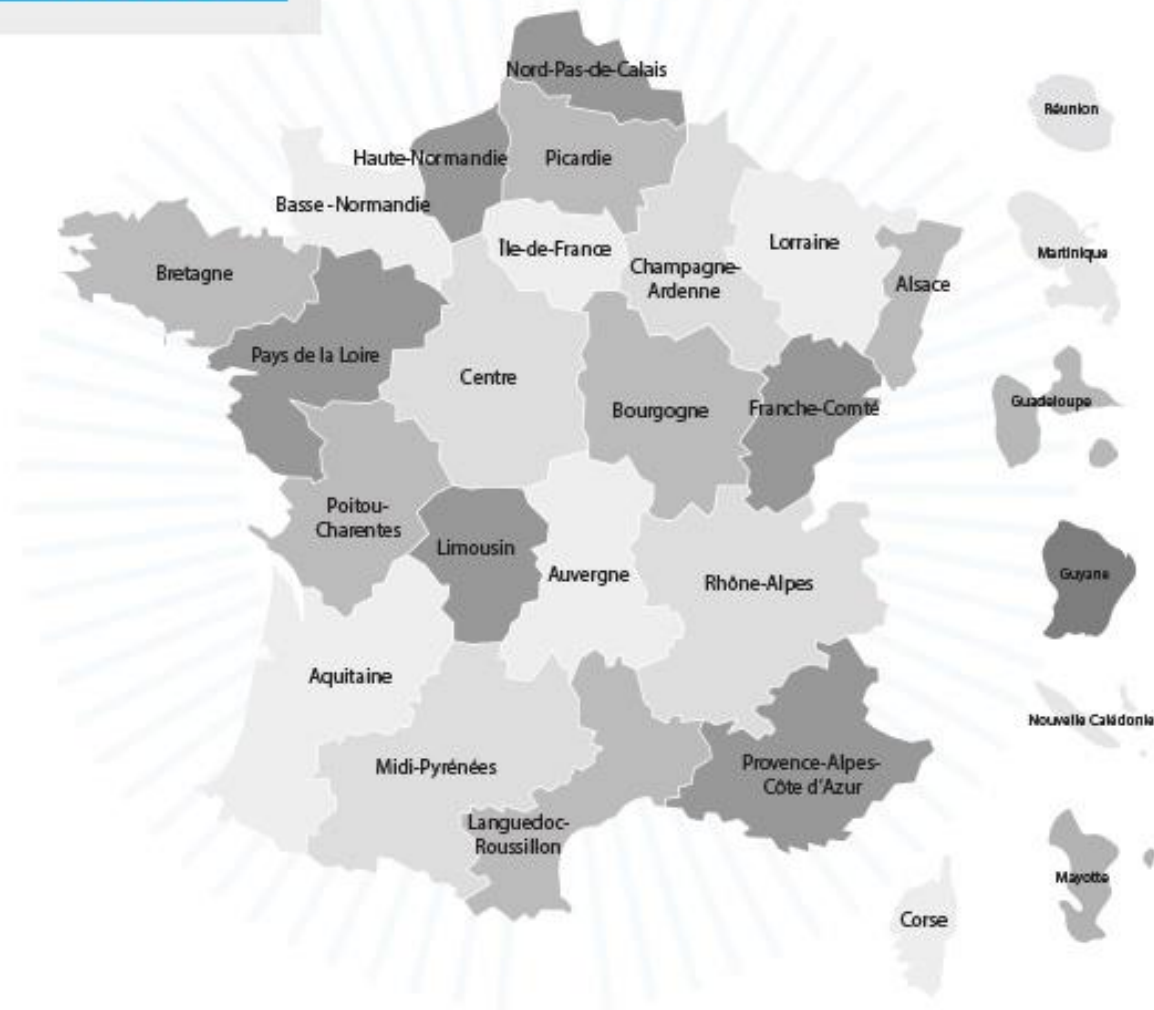 Nord-Pas-de-Calais
Réunion
Haute-Normandie
Picardie
Basse-Normandie
Île-de-France
Lorraine
Martinique
Champagne-
Ardenne
Bretagne
Alsace
Pays de la Loire
Centre
Bourgogne
Franche-Comté
Guadeloupe
Poitou-
Charentes
Limousin
Auvergne
Rhône-Alpes
Guyane
Aquitaine
Nouvelle Calédonie
Midi-Pyrénées
Provence-Alpes-
Côte d'Azur
Languedoc-
Roussillon
Mayotte
Corse